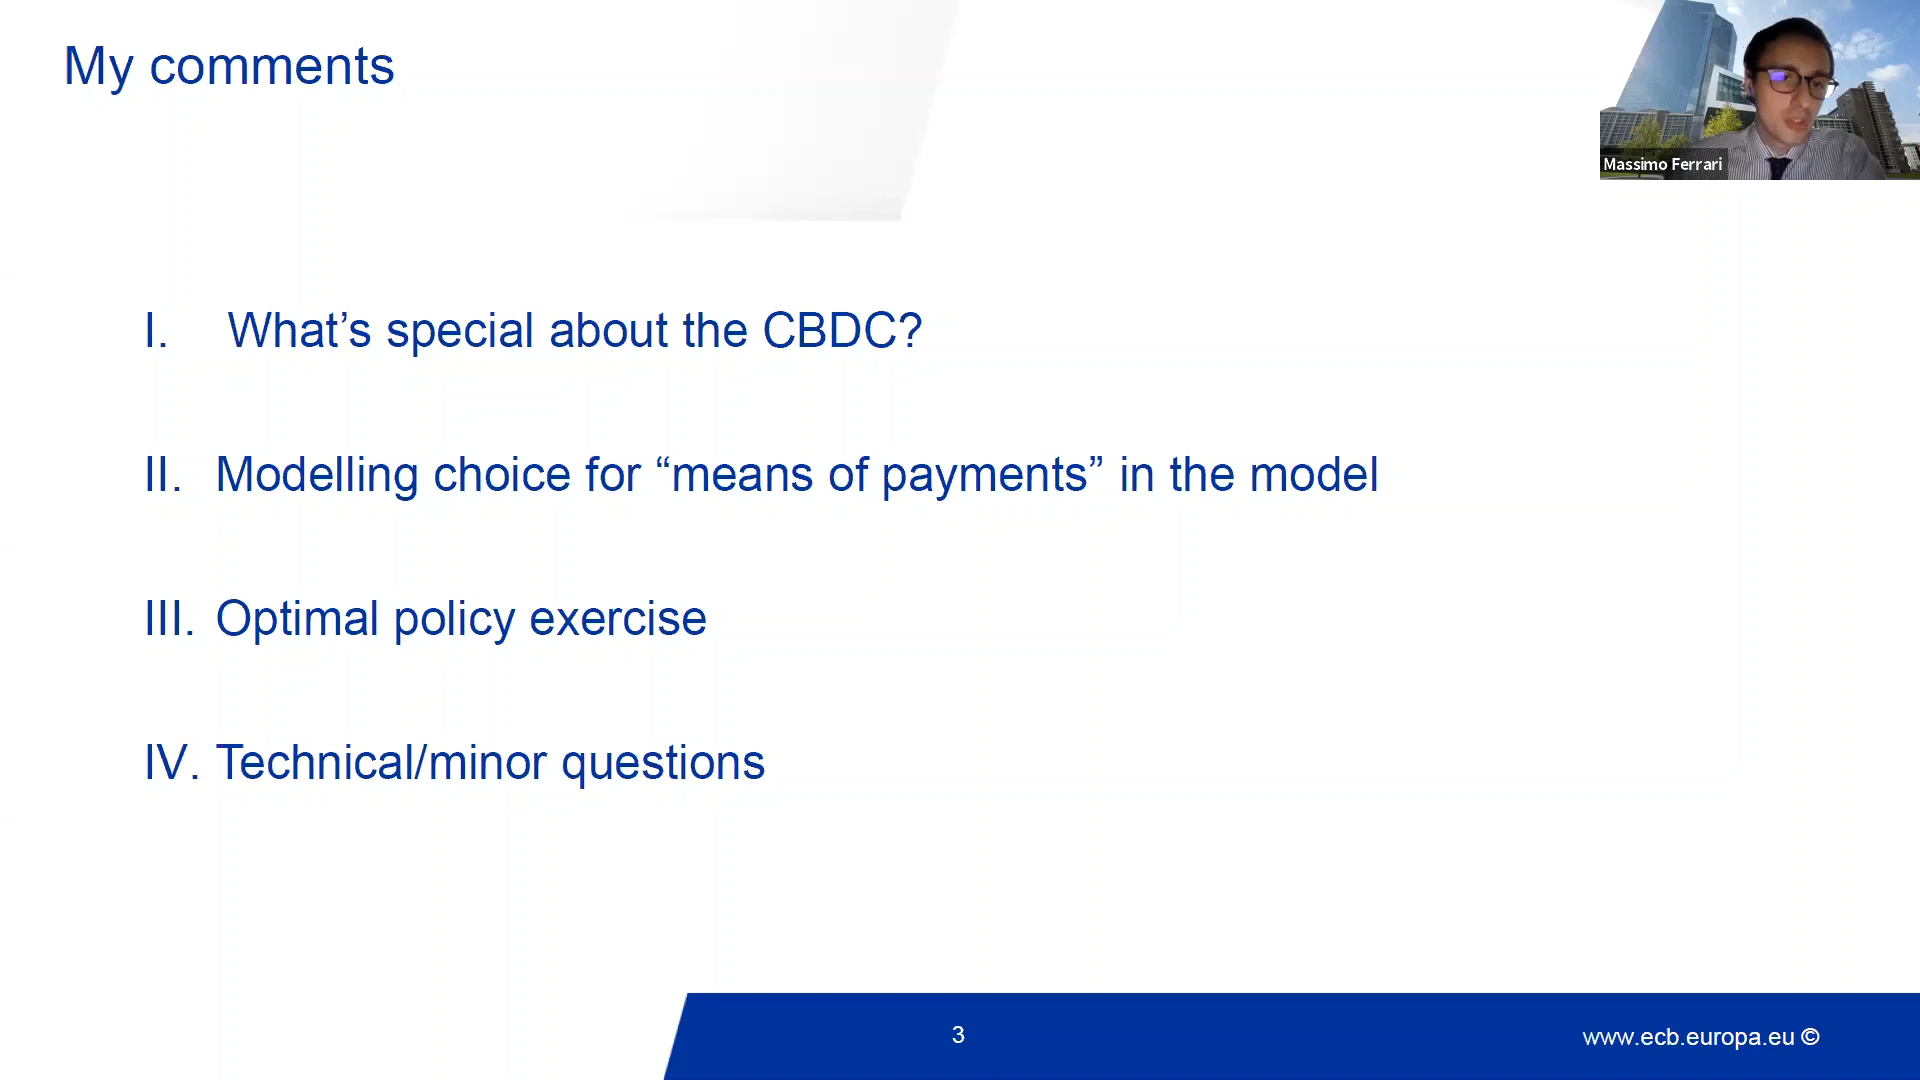 My comments
Massimo Ferrari
I. What’s special about the CBDC?
II. Modelling choice for “means of payments” in the model
III. Optimal policy exercise
IV. Technical/minor questions
3
www.ecb.europa.eu ©